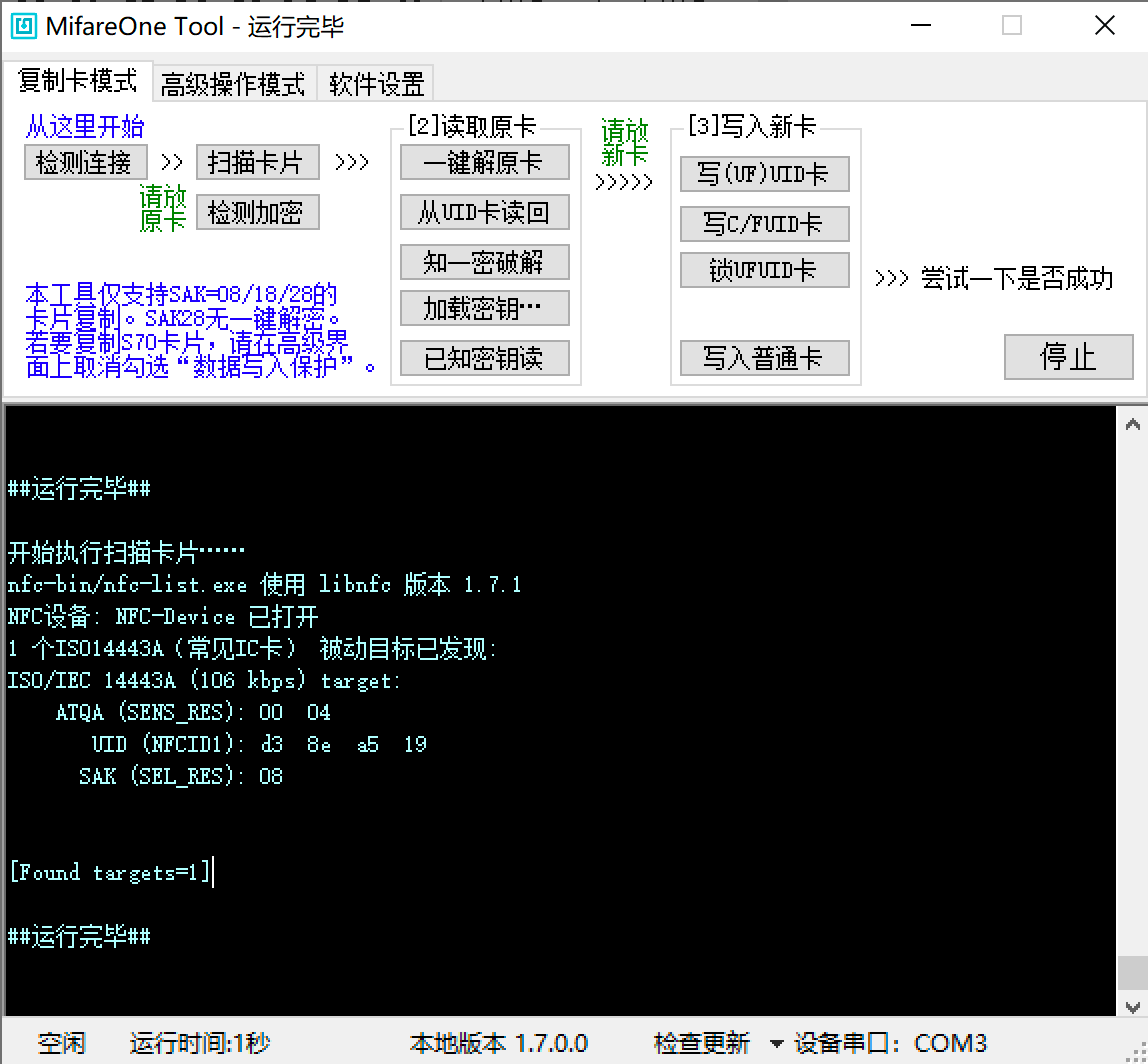 MifareOne Tool - 运行完毕
复制卡模式 高级操作模式 软件设置
从这里开始
检测连接 >> 扫描卡片 >>>
请放
原卡
检测加密
[2]读取原卡
一键解原卡
从UID卡读回
知一密破解
加载密钥…
已知密钥读
请放
新卡
>>>>>
[3]写入新卡
写(UF)UID卡
写C/FUID卡
锁UFUID卡
写入普通卡
>>> 尝试一下是否成功
停止
本工具仅支持SAK=08/18/28的
卡片复制。SAK28无一键解密。
若要复制S70卡片，请在高级界
面上取消勾选“数据写入保护”。
##运行完毕##
开始执行扫描卡片……
nfc-bin/nfc-list.exe 使用 libnfc 版本 1.7.1
NFC设备: NFC-Device 已打开
1 个ISO14443A（常见IC卡） 被动目标已发现:
ISO/IEC 14443A (106 kbps) target:
ATQA (SENS_RES): 00 04
UID (NFCID1): d3 8e a5 19
SAK (SEL_RES): 08
[Found targets=1]
##运行完毕##
空闲 运行时间:1秒 本地版本 1.7.0.0 检查更新 设备串口： COM3